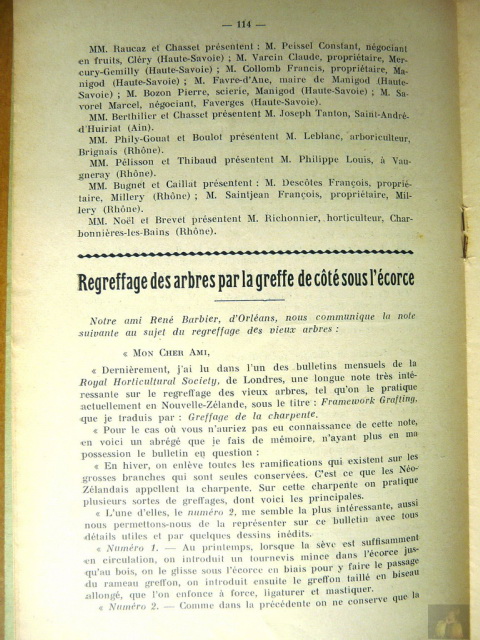 — 114 —
MM. Raucaz et Chasset présentent : M. Peissel Constant, négociant
en fruits, Cléry (Haute-Savoie) ; M. Varcin Claude, propriétaire, Mer-
cury-Gemilly (Haute-Savoie) ; M. Collomb Francis, propriétaire, Ma-
nigod (Haute-Savoie) ; M. Favre-d'Ane, maire de Manigod (Haute-
Savoie) ; M. Bozon Pierre, scierie, Manigod (Haute-Savoie) ; M. Sa-
vorel Marcel, négociant, Faverges (Haute-Savoie).
MM. Berthilier et Chasset présentent M. Joseph Tanton, Saint-André-
d'Huiriat (Ain).
MM. Phily-Gouat et Boulot présentent M. Leblanc, arboriculteur,
Brignais (Rhône).
MM. Pélisson et Thibaud présentent M. Philippe Louis, à Vau-
gneray (Rhône).
MM. Bugnet et Caillat présentent : M. Descôtes François, proprié-
taire, Millery (Rhône) ; M. Saintjean François, propriétaire, Mil-
lery (Rhône).
MM. Noël et Brevet présentent M. Richonnier, horticulteur, Char-
bonnières-les-Bains (Rhône).
Regreffage des arbres par la greffe de côté sous l'écorce
Notre ami René Barbier, d'Orléans, nous communique la note
suivante au sujet du regreffage des vieux arbres :
« Mon Cher Ami,
« Dernièrement, j'ai lu dans l'un des bulletins mensuels de la
Royal Horticultural Society, de Londres, une longue note très inté-
ressante sur le regreffage des vieux arbres, tel qu'on le pratique
actuellement en Nouvelle-Zélande, sous le titre : Framework Grafting,
que je traduis par : Greffage de la charpente.
« Pour le cas où vous n'auriez pas eu connaissance de cette note,
en voici un abrégé que je fais de mémoire, n'ayant plus en ma
possession le bulletin en question :
« En hiver, on enlève toutes les ramifications qui existent sur les
grosses branches qui sont seules conservées. C'est ce que les Néo-
Zélandais appellent la charpente. Sur cette charpente on pratique
plusieurs sortes de greffages, dont voici les principales.
« L'une d'elles, le numéro 2, me semble la plus intéressante, aussi
nous permettons-nous de la représenter sur ce bulletin avec tous
détails utiles et par quelques dessins inédits.
« Numéro 1. — Au printemps, lorsque la sève est suffisamment
en circulation, on introduit un tournevis mince dans l'écorce jus-
qu'au bois, on le glisse sous l'écorce en biais pour y faire le passage
du rameau greffon, on introduit ensuite le greffon taillé en biseau
allongé, que l'on enfonce à force, ligaturer et mastiquer.
« Numéro 2. — Comme dans la précédente on ne conserve que la